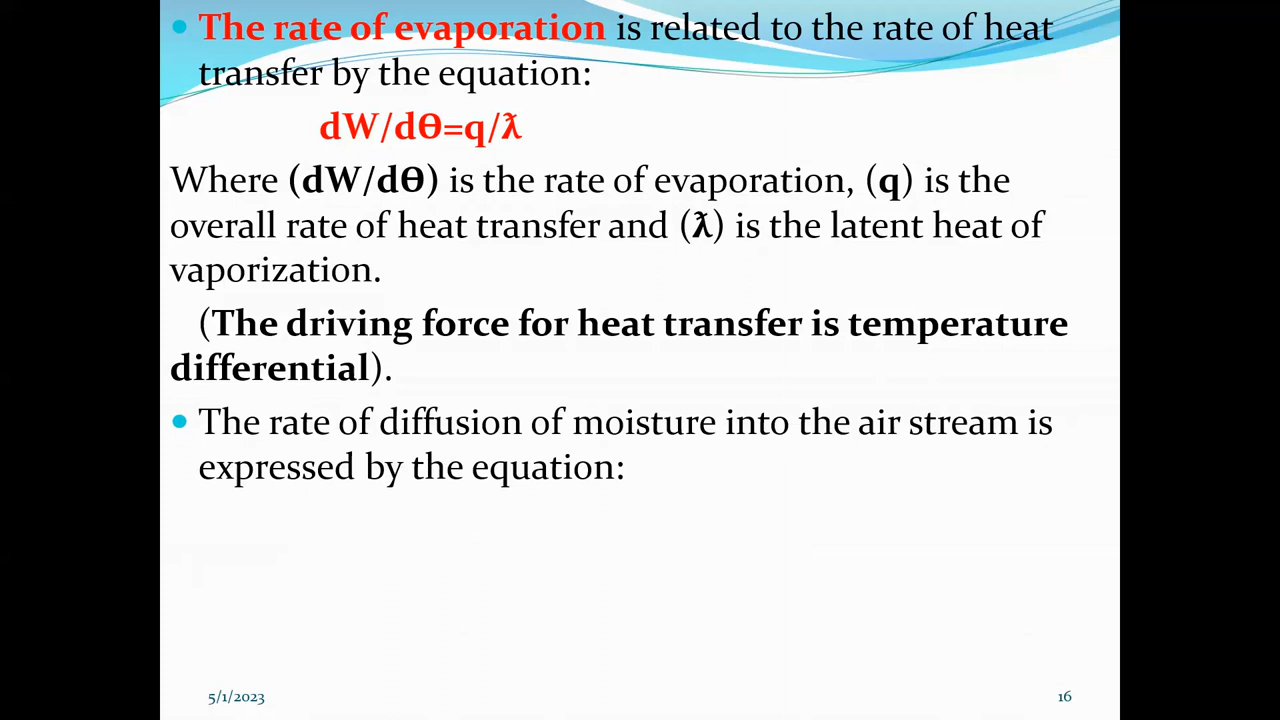 • The rate of evaporation is related to the rate of heat
transfer by the equation:
dW/dƟ=q/ƛ
Where (dW/dƟ) is the rate of evaporation, (q) is the
overall rate of heat transfer and (ƛ) is the latent heat of
vaporization.
(The driving force for heat transfer is temperature
differential).
• The rate of diffusion of moisture into the air stream is
expressed by the equation:
5/1/2023
16